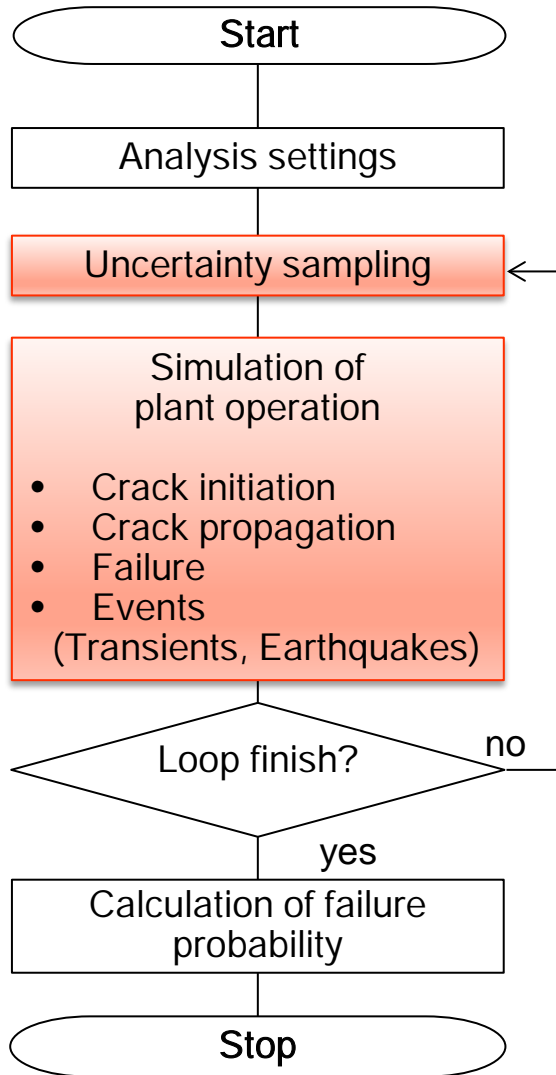 Start
Analysis settings
Uncertainty sampling
Simulation of
plant operation
• Crack initiation
• Crack propagation
• Failure
• Events
(Transients, Earthquakes)
Loop finish?
no
yes
Calculation of failure
probability
Stop